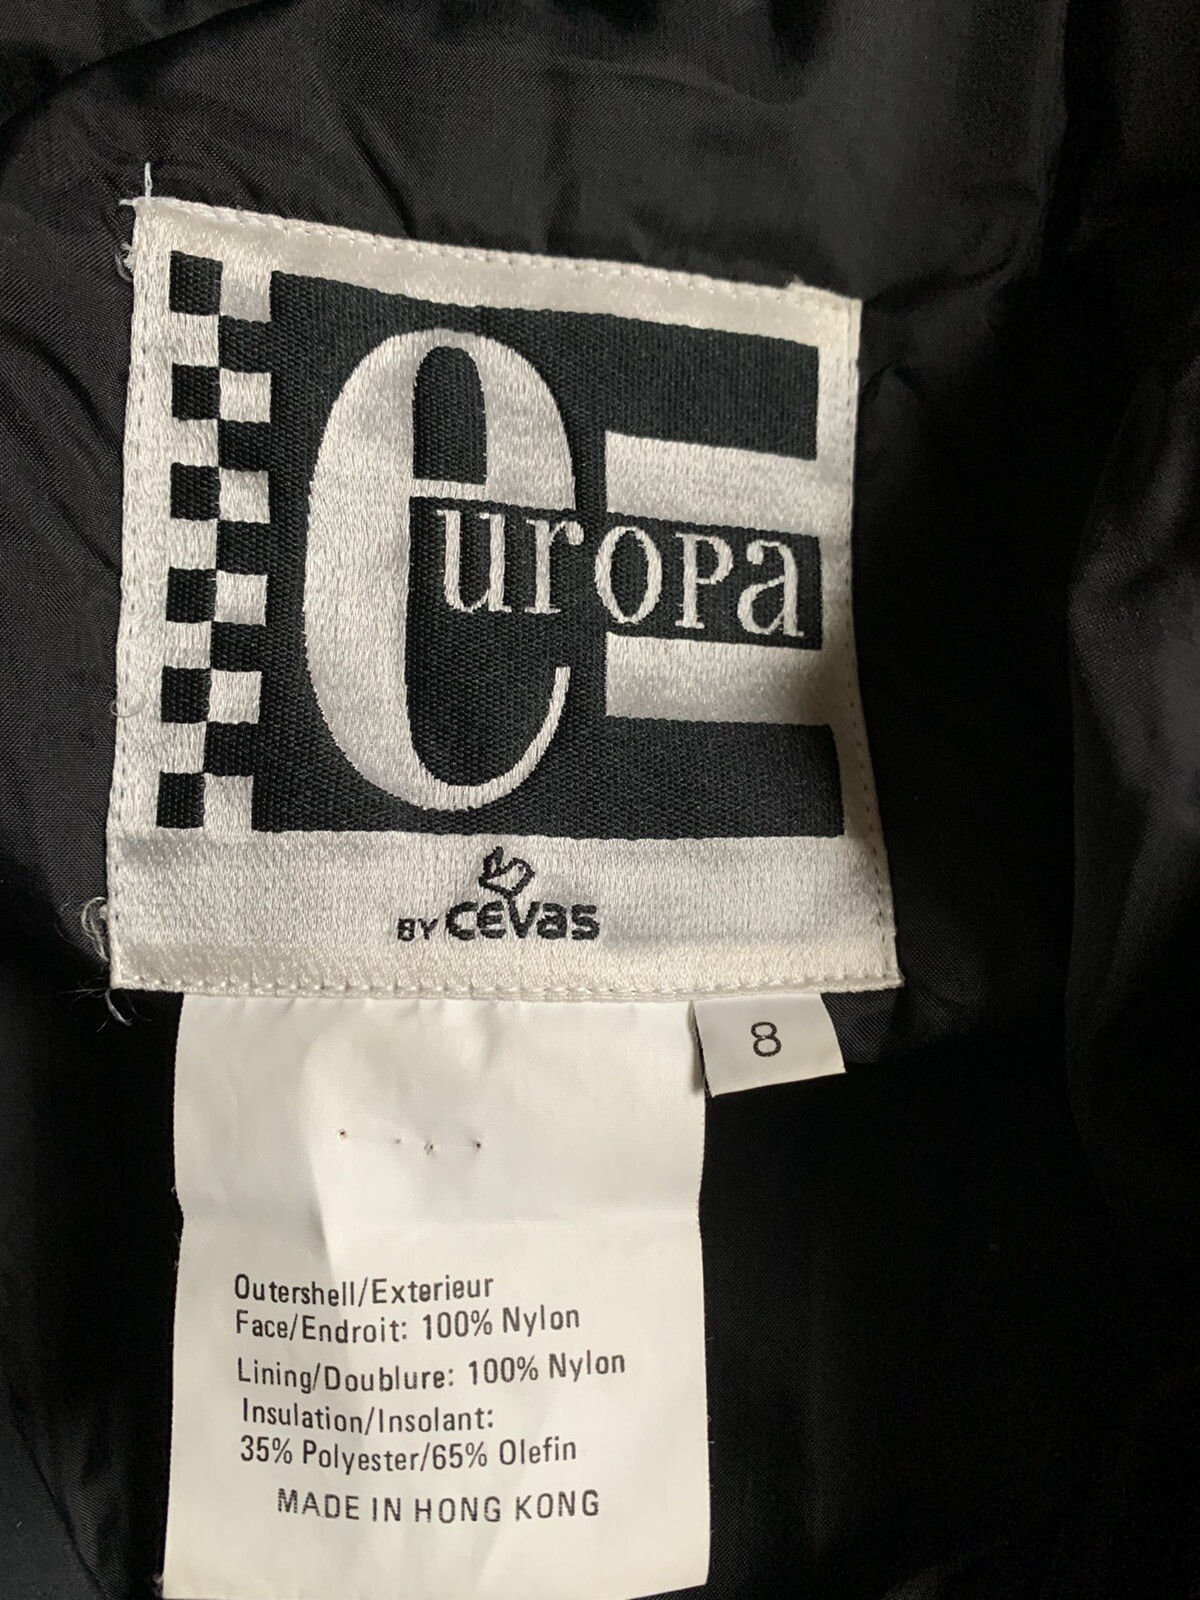 europa
BY CEVas
8
Outershell/Exterieur
Face/Endroit: 100% Nylon
Lining/Doublure: 100% Nylon
Insulation/Insolant:
35% Polyester/65% Olefin
MADE IN HONG KONG